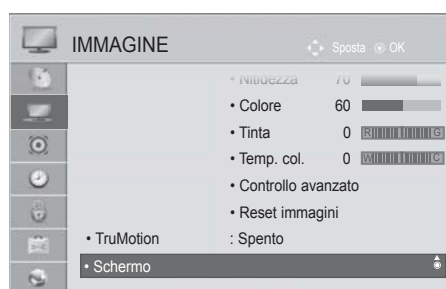 IMMAGINE
Sposta OK
• Nitidezza 70
• Colore 60
• Tinta 0 R G
• Temp. col. 0 W C
• Controllo avanzato
• Reset immagini
• TruMotion : Spento
• Schermo